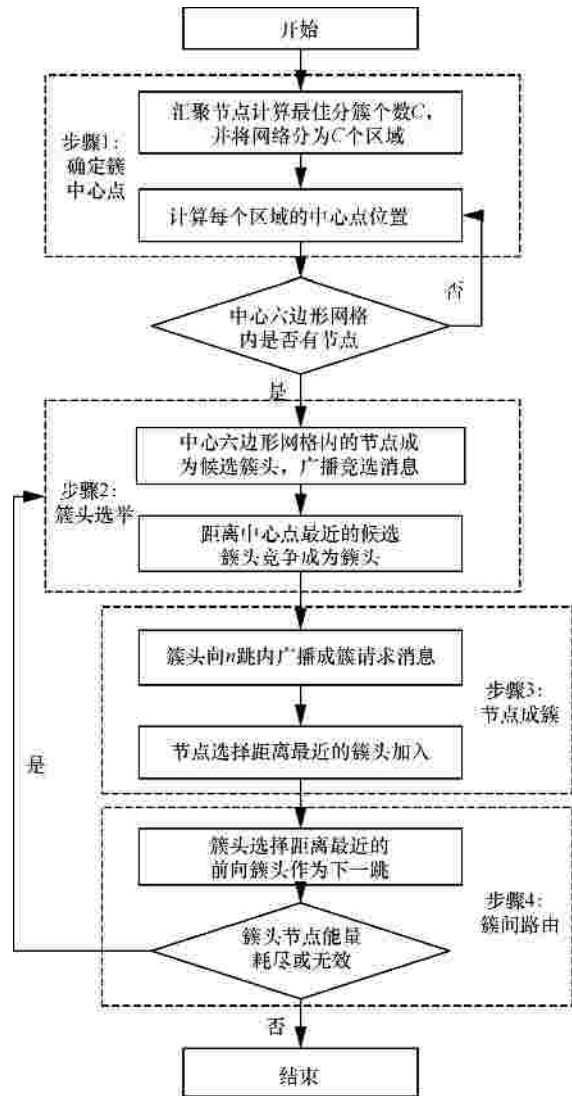 开始
步骤1：
确定簇
中心点
汇聚节点计算最佳分簇个数C，
并将网络分为C个区域
计算每个区域的中心点位置
否
中心六边形网格
内是否有节点
是
步骤2：
簇头选举
中心六边形网格内的节点成
为候选簇头，广播竞选消息
距离中心点最近的候选
簇头竞争成为簇头
簇头向n跳内广播成簇请求消息
步骤3：
节点成簇
节点选择距离最近的簇头加入
是
簇头选择距离最近的
前向簇头作为下一跳
步骤4：
簇间路由
簇头节点能量
耗尽或无效
否
结束